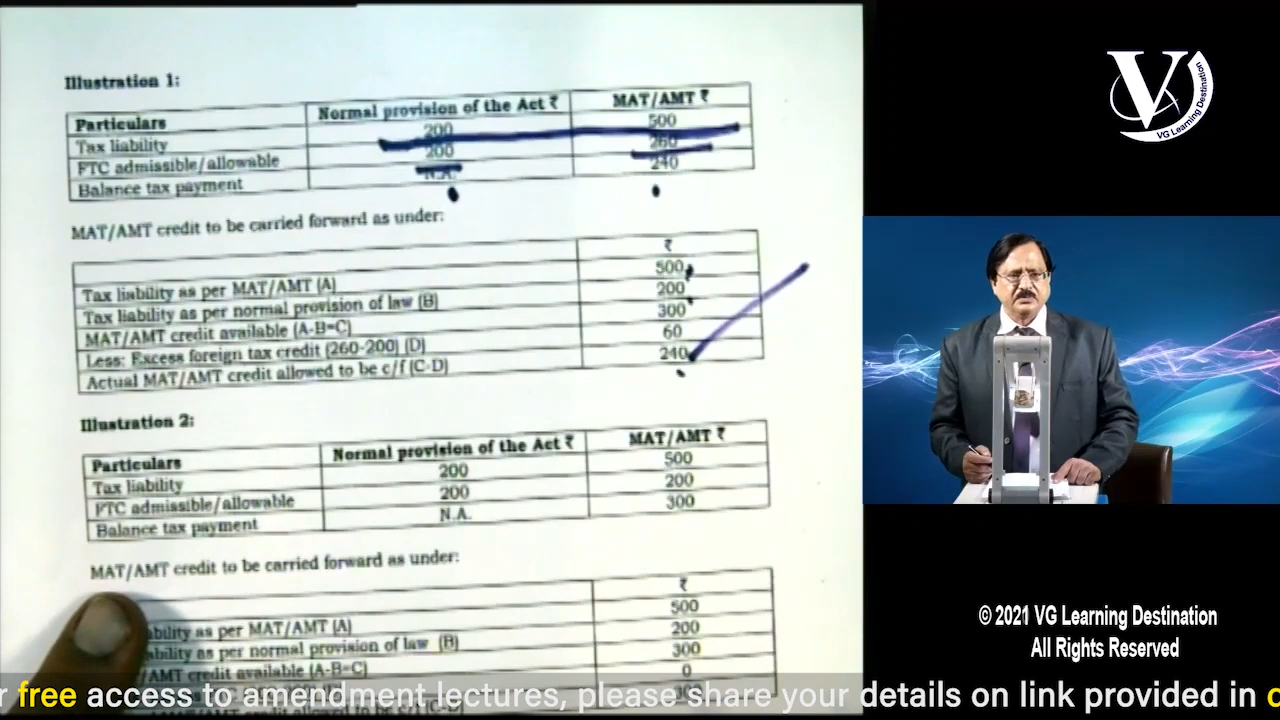 Illustration 1:
Particulars Normal provision of the Act ₹ MAT/AMT ₹
Tax liability 200 500
FTC admissible/allowable 200 260
Balance tax payment N.A. 240
MAT/AMT credit to be carried forward as under:
₹
Tax liability as per MAT/AMT (A) 500
Tax liability as per normal provision of law (B) 200
MAT/AMT credit available (A-B=C) 300
Less: Excess foreign tax credit (260-200) (D) 60
Actual MAT/AMT credit allowed to be c/f (C-D) 240
Illustration 2:
Particulars Normal provision of the Act ₹ MAT/AMT ₹
Tax liability 200 500
FTC admissible/allowable 200 200
Balance tax payment N.A. 300
MAT/AMT credit to be carried forward as under:
₹
ability as per MAT/AMT (A) 500
ability as per normal provision of law (B) 200
AMT credit available (A-B=C) 300
0
V
VG Learning Destination
© 2021 VG Learning Destination
All Rights Reserved
r free access to amendment lectures, please share your details on link provided in